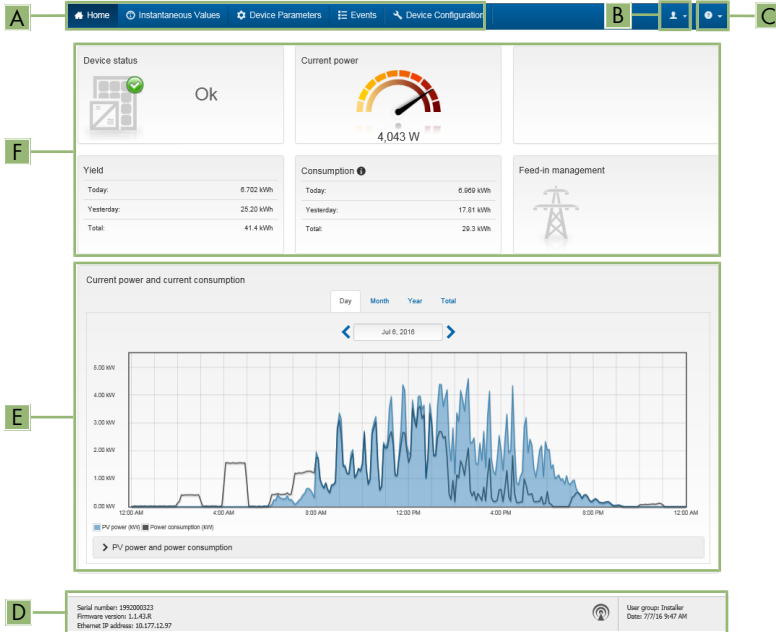 A
Home Instantaneous Values Device Parameters Events Device Configuration
B
C
Device status
Ok
Current power
4,043 W
F
Yield
Today: 6.702 kWh
Yesterday: 25.20 kWh
Total: 41.4 kWh
Consumption
Today: 6.969 kWh
Yesterday: 17.81 kWh
Total: 29.3 kWh
Feed-in management
Current power and current consumption
Day Month Year Total
Jul 6, 2016
E
5.00 kW
4.00 kW
3.00 kW
2.00 kW
1.00 kW
0.00 kW
12:00 AM 4:00 AM 8:00 AM 12:00 PM 4:00 PM 8:00 PM 12:00 AM
PV power (kW) Power consumption (kW)
PV power and power consumption
D
Serial number: 1992000323
Firmware version: 1.1.43.R
Ethernet IP address: 10.177.12.97
User group: Installer
Date: 7/7/16 9:47 AM